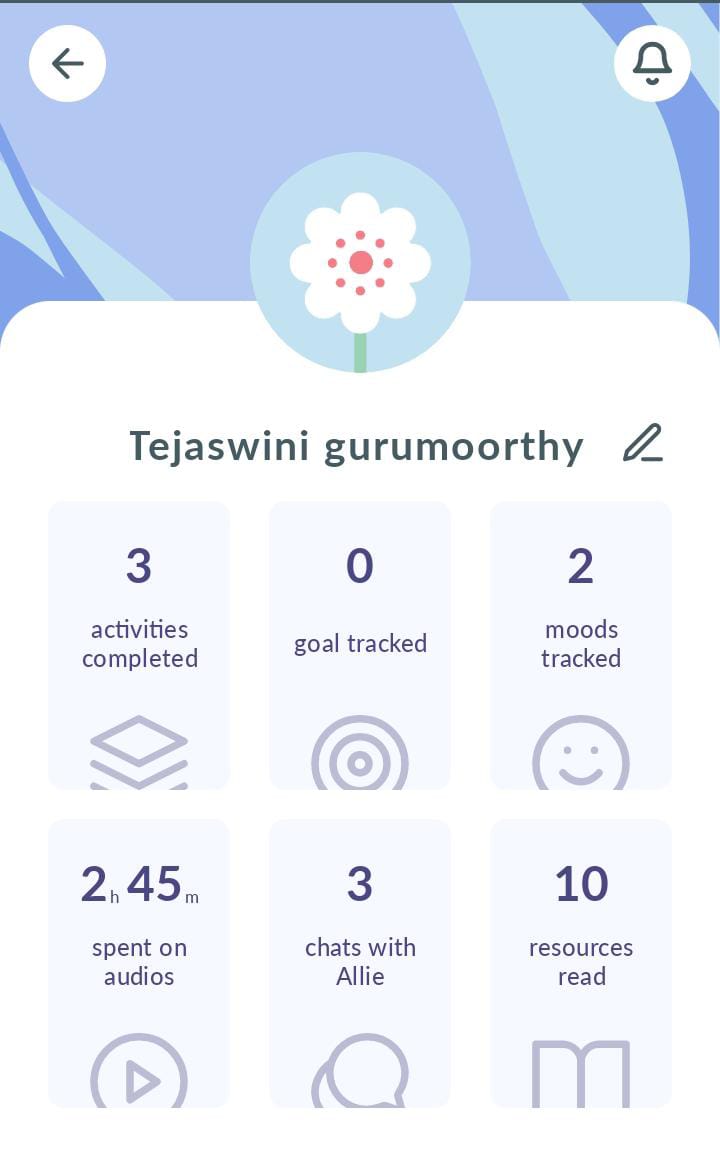 Tejaswini gurumoorthy
3
activities
completed
0
goal tracked
2
moods
tracked
2h 45m
spent on
audios
3
chats with
Allie
10
resources
read